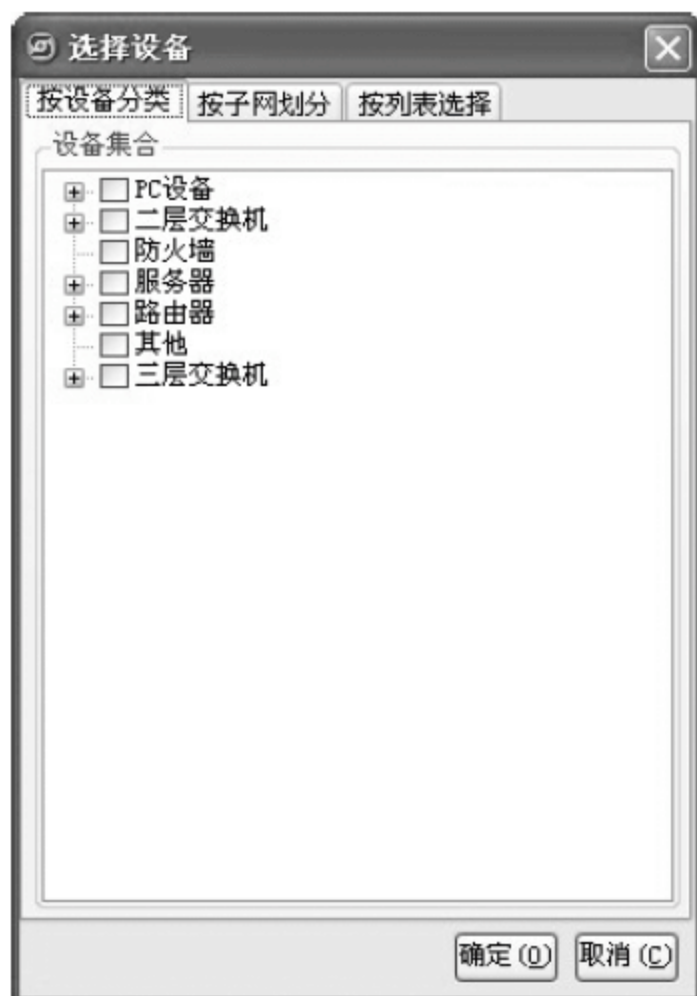 选择设备
按设备分类 按子网划分 按列表选择
设备集合
PC设备
二层交换机
防火墙
服务器
路由器
其他
三层交换机
确定(O) 取消(C)